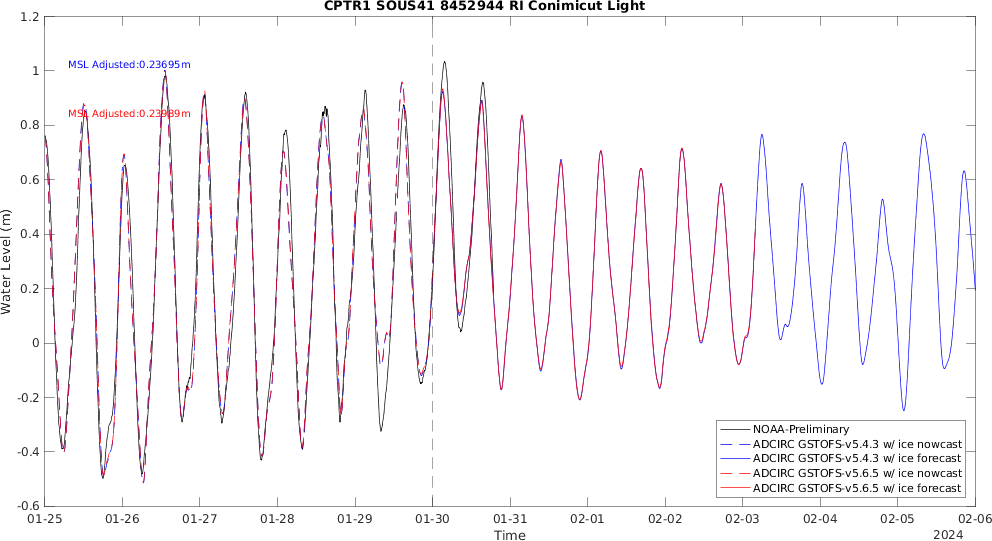 CPTR1 SOUS41 8452944 RI Conimicut Light
1.2
1
0.8
0.6
0.4
0.2
0
-0.2
-0.4
-0.6
Water Level (m)
MSL Adjusted:0.23695m
MSL Adjusted:0.23989m
NOAA-Preliminary
ADCIRC GSTOFS-v5.4.3 w/ ice nowcast
ADCIRC GSTOFS-v5.4.3 w/ ice forecast
ADCIRC GSTOFS-v5.6.5 w/ ice nowcast
ADCIRC GSTOFS-v5.6.5 w/ ice forecast
01-25 01-26 01-27 01-28 01-29 01-30 01-31 02-01 02-02 02-03 02-04 02-05 02-06
Time
2024